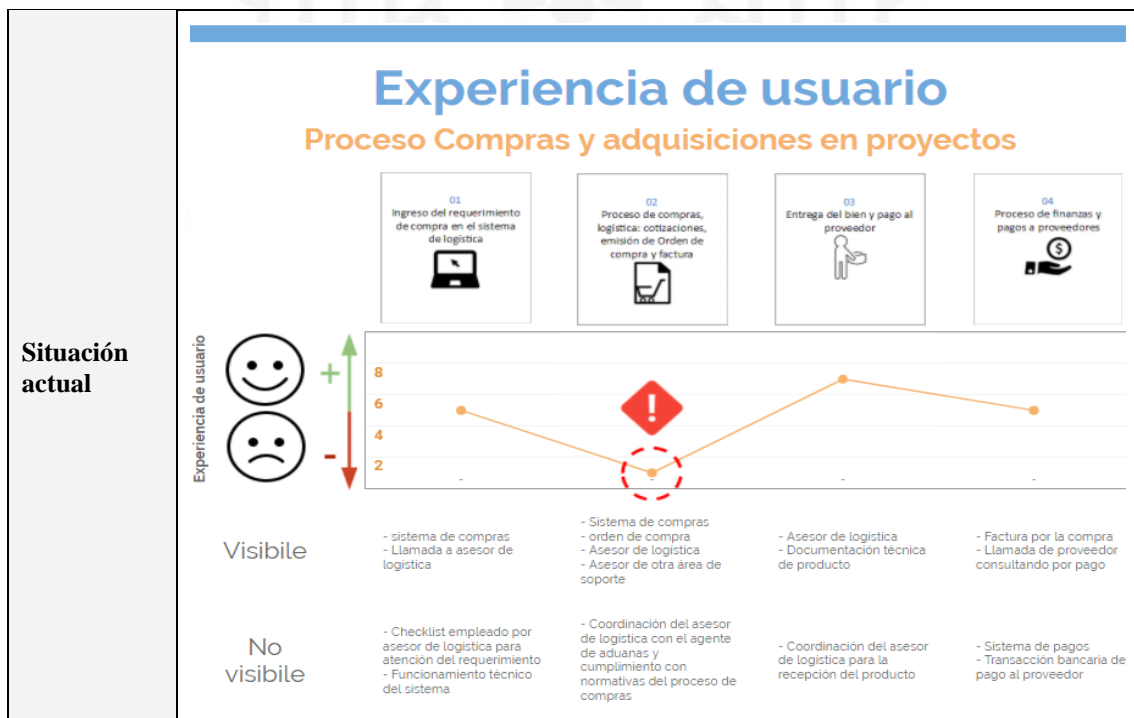 Situación
actual
Experiencia de usuario
Proceso Compras y adquisiciones en proyectos
01
Ingreso del requerimiento
de compra en el sistema
de logística
02
Proceso de compras,
logística: cotizaciones,
emisión de Orden de
compra y factura
03
Entrega del bien y pago al
proveedor
04
Proceso de finanzas y
pagos a proveedores
$
Experiencia de usuario
+
-
8
6
4
2
!
-
-
-
-
Visibile
- sistema de compras
- Llamada a asesor de
logística
- Sistema de compras
- orden de compra
- Asesor de logística
- Asesor de otra área de
soporte
- Asesor de logística
- Documentación técnica
de producto
- Factura por la compra
- Llamada de proveedor
consultando por pago
No
visibile
- Checklist empleado por
asesor de logística para
atención del requerimiento
- Funcionamiento técnico
del sistema
- Coordinación del asesor
de logística con el agente
de aduanas y
cumplimiento con
normativas del proceso de
compras
- Coordinación del asesor
de logística para la
recepción del producto
- Sistema de pagos
- Transacción bancaria de
pago al proveedor